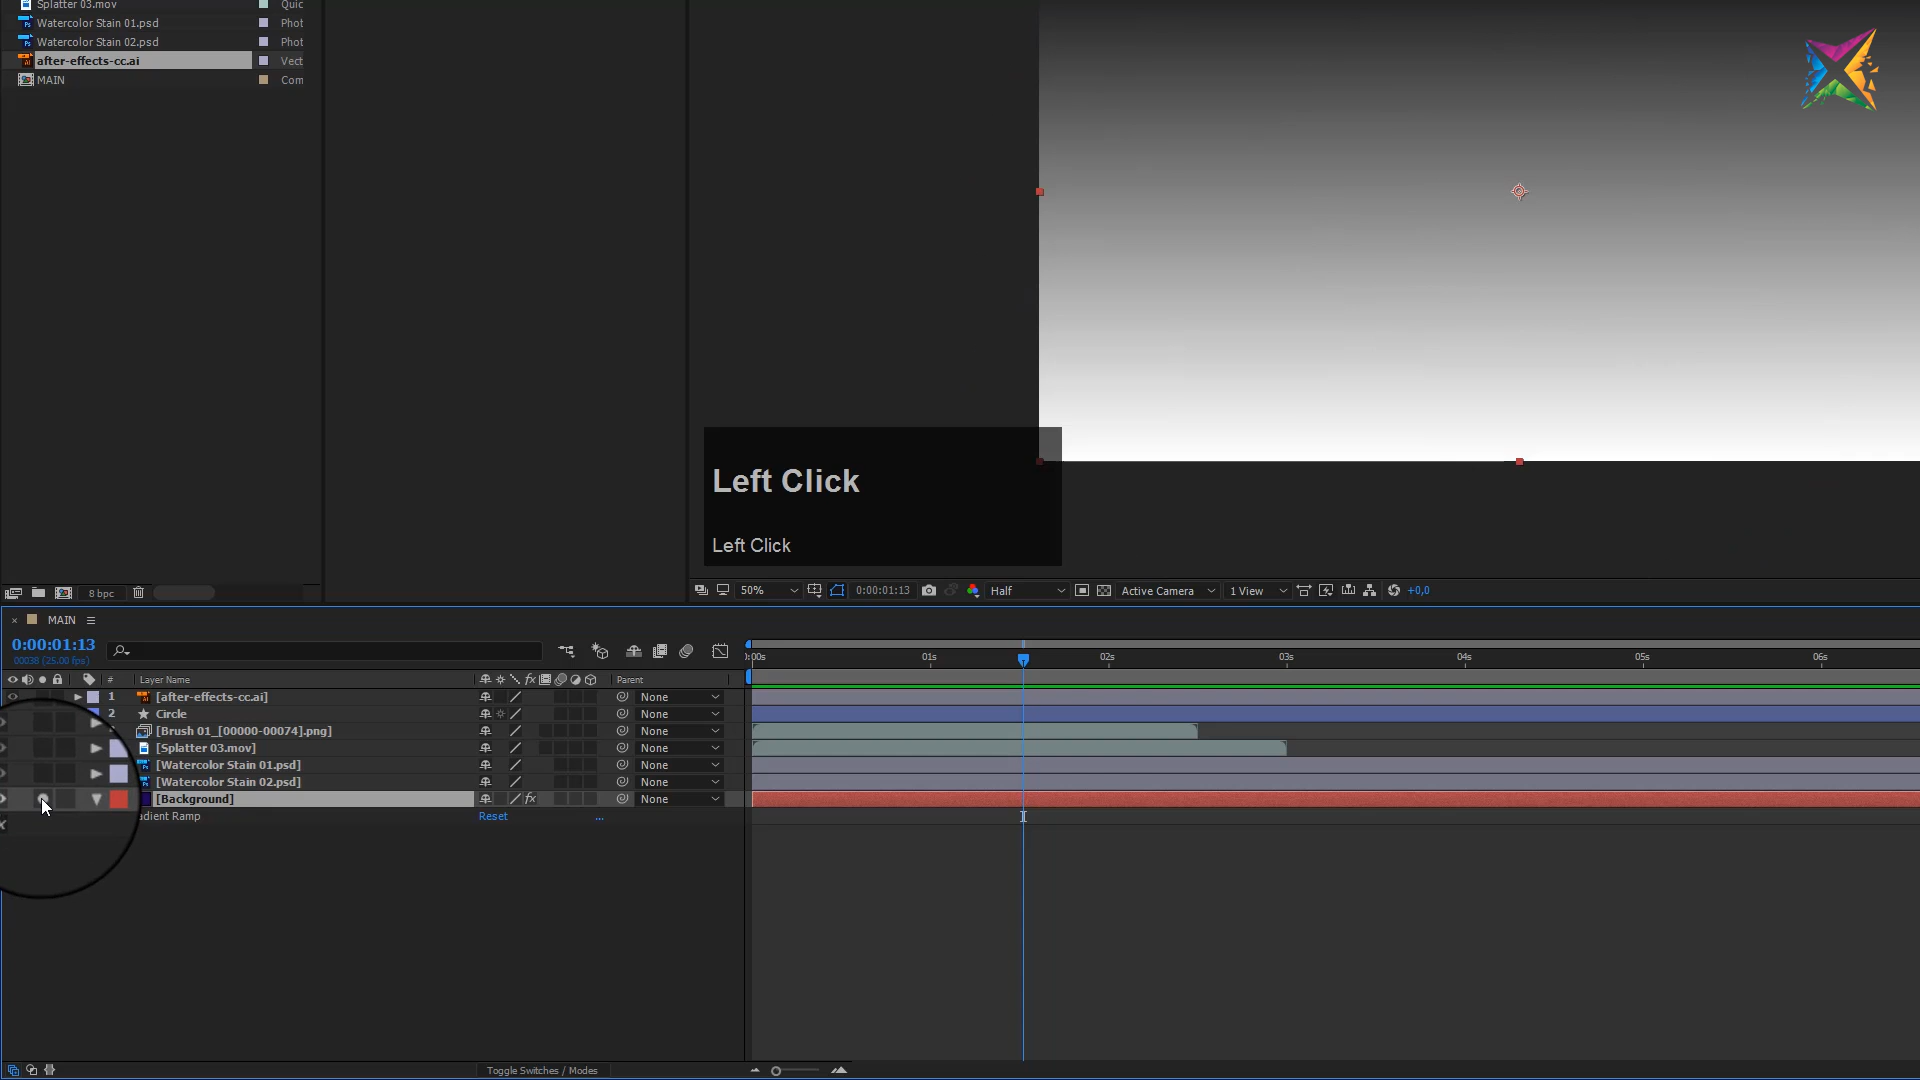 Splatter 03.mov Quic
Watercolor Stain 01.psd Phot
Watercolor Stain 02.psd Phot
after-effects-cc.ai Vect
MAIN Com
Left Click
Left Click
8 bpc
50% 0:00:01:13 Half Active Camera 1 View +0,0
× MAIN
0:00:01:13
00038 (25.00 fps)
:00s 01s 02s 03s 04s 05s 06s
# Layer Name fx Parent
1 [after-effects-cc.ai] None
2 Circle None
[Brush 01_[00000-00074].png] None
[Splatter 03.mov] None
[Watercolor Stain 01.psd] None
[Watercolor Stain 02.psd] None
[Background] fx None
adient Ramp Reset ...
Toggle Switches / Modes